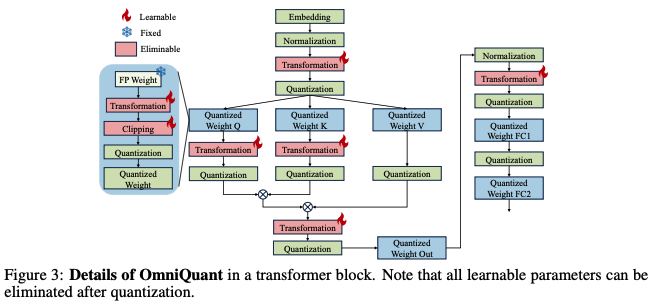 Learnable
Fixed
Eliminable
FP Weight
Transformation
Clipping
Quantization
Quantized
Weight
Embedding
Normalization
Transformation
Quantization
Quantized
Weight Q
Quantized
Weight K
Quantized
Weight V
Transformation
Transformation
Quantization
Quantization
Quantization
Transformation
Quantization
Quantized
Weight Out
Normalization
Transformation
Quantization
Quantized
Weight FC1
Quantization
Quantized
Weight FC2
Figure 3: Details of OmniQuant in a transformer block. Note that all learnable parameters can be
eliminated after quantization.